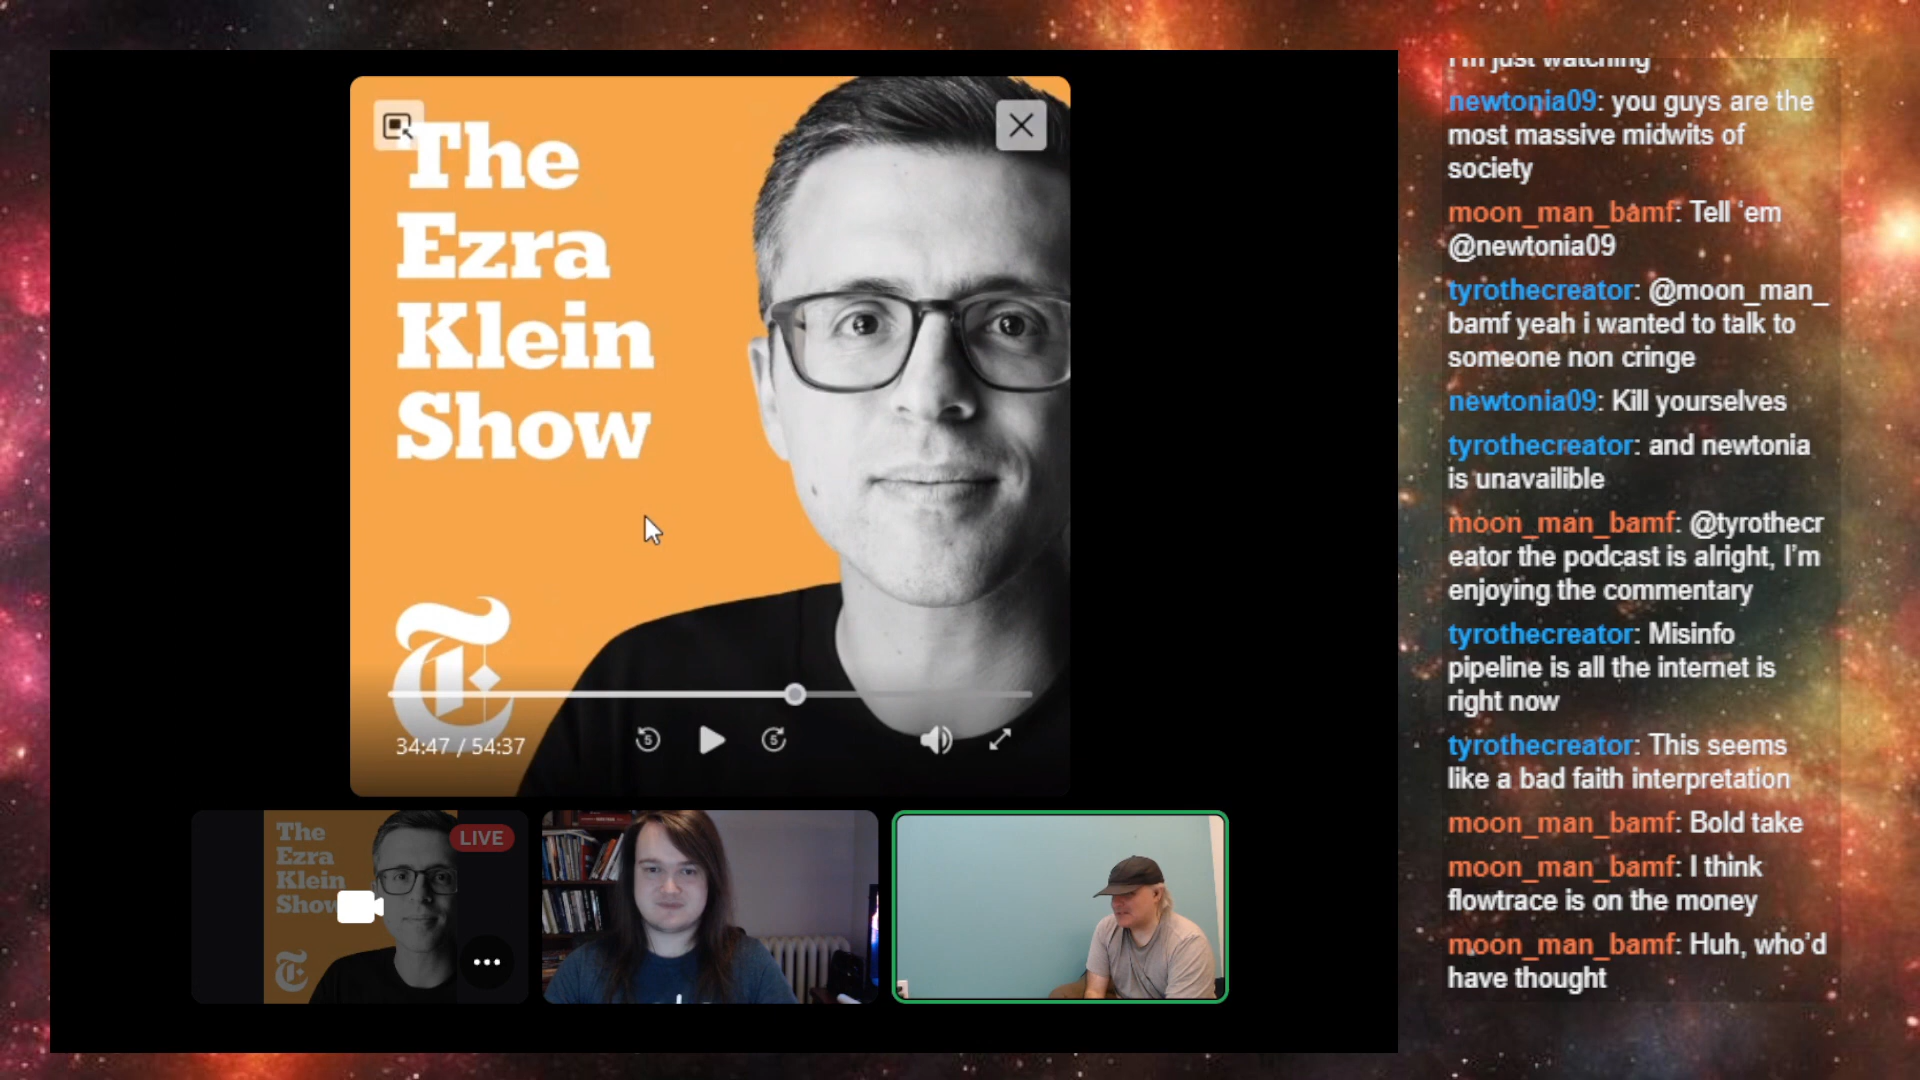 The
Ezra
Klein
Show
34:47 / 54:37
5
5
The
Ezra
Klein
Show
LIVE
I'm just watching
newtonia09: you guys are the
most massive midwits of
society
moon_man_bamf: Tell ‘em
@newtonia09
tyrothecreator: @moon_man_
bamf yeah i wanted to talk to
someone non cringe
newtonia09: Kill yourselves
tyrothecreator: and newtonia
is unavailible
moon_man_bamf: @tyrothecr
eator the podcast is alright, I’m
enjoying the commentary
tyrothecreator: Misinfo
pipeline is all the internet is
right now
tyrothecreator: This seems
like a bad faith interpretation
moon_man_bamf: Bold take
moon_man_bamf: I think
flowtrace is on the money
moon_man_bamf: Huh, who’d
have thought